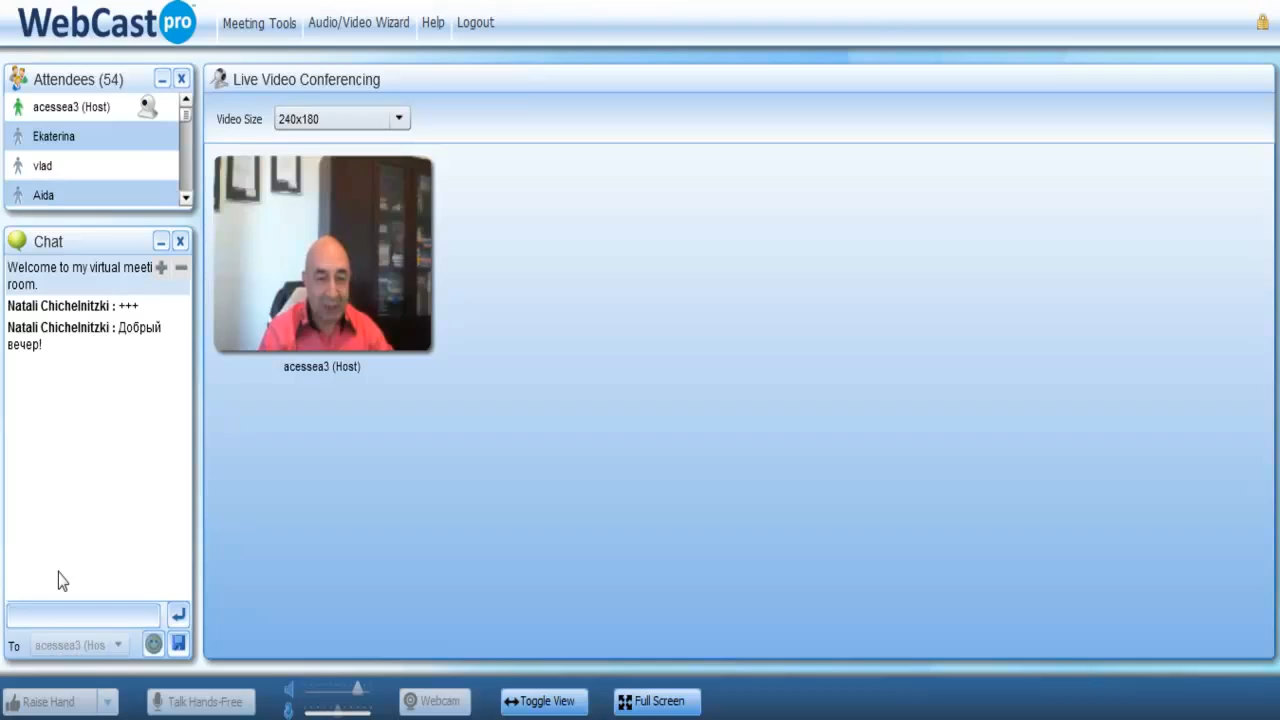 WebCast pro
Meeting Tools
Audio/Video Wizard
Help
Logout
Attendees (54)
acessea3 (Host)
Ekaterina
vlad
Aida
Chat
Welcome to my virtual meeti
room.
Natali Chichelnitzki : +++
Natali Chichelnitzki : Добрый
вечер!
To
acessea3 (Hos
Live Video Conferencing
Video Size
240x180
acessea3 (Host)
Raise Hand
Talk Hands-Free
Webcam
Toggle View
Full Screen